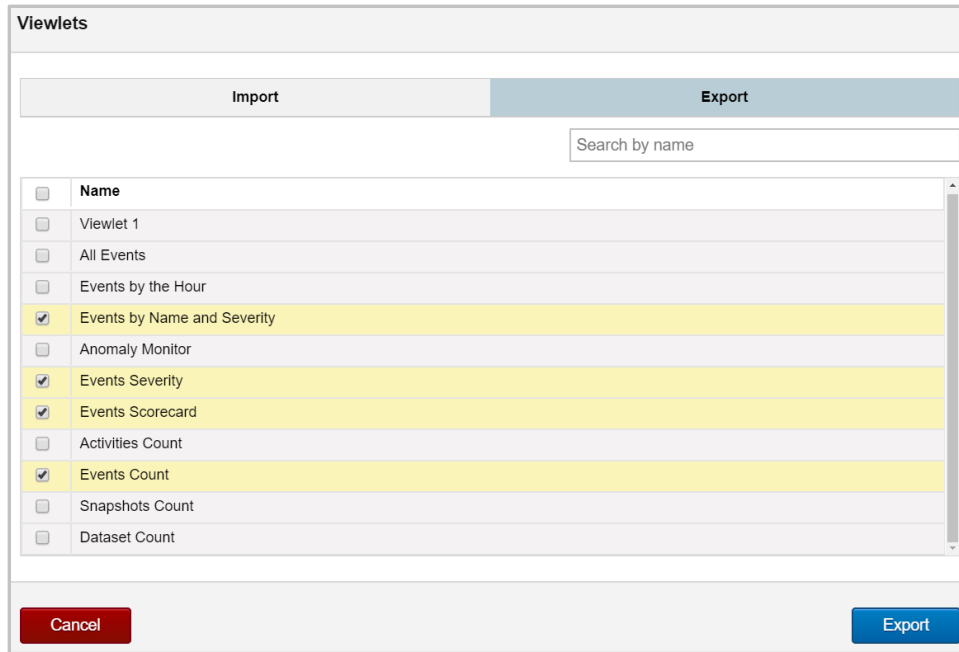 Viewlets
Import
Export
Search by name
Name
Viewlet 1
All Events
Events by the Hour
Events by Name and Severity
Anomaly Monitor
Events Severity
Events Scorecard
Activities Count
Events Count
Snapshots Count
Dataset Count
Cancel
Export